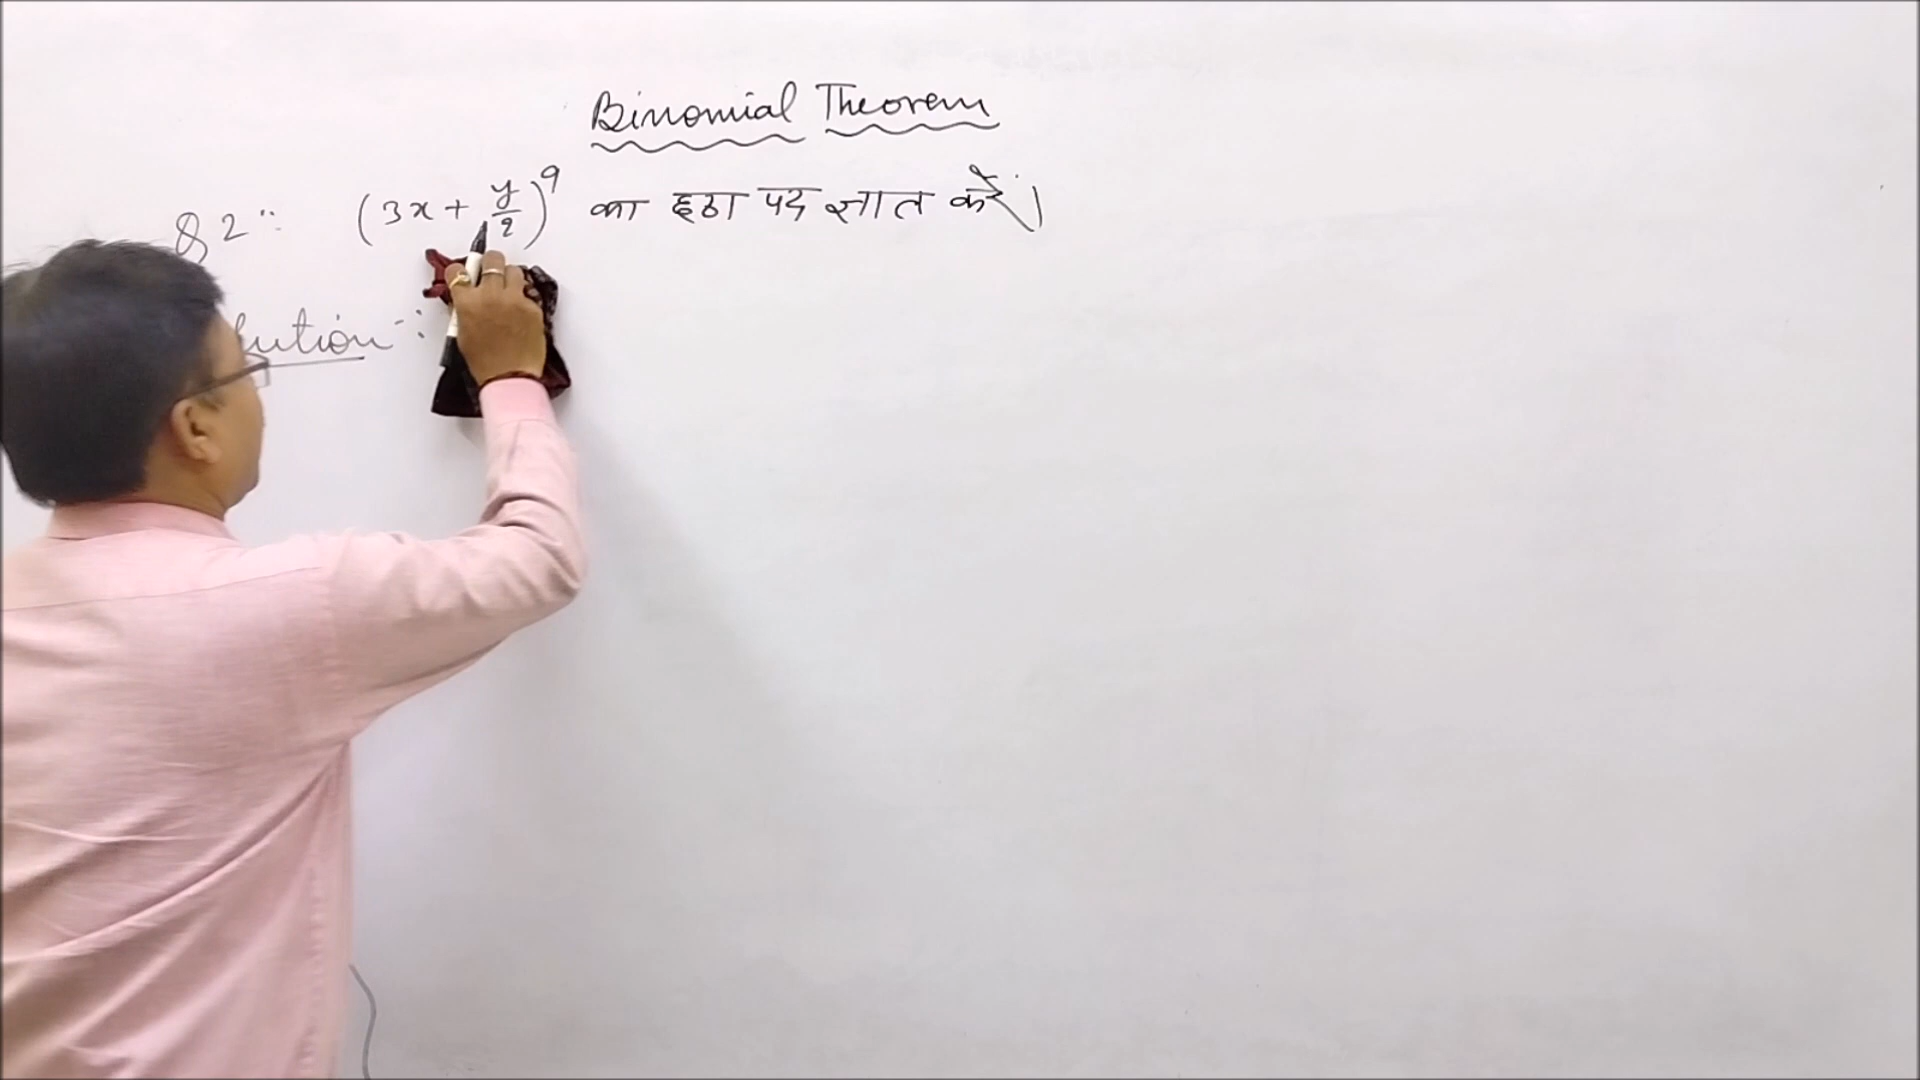 Binomial Theorem
Q2:: (3x + y/2)^9 का छठा पद ज्ञात करें।
lution -: